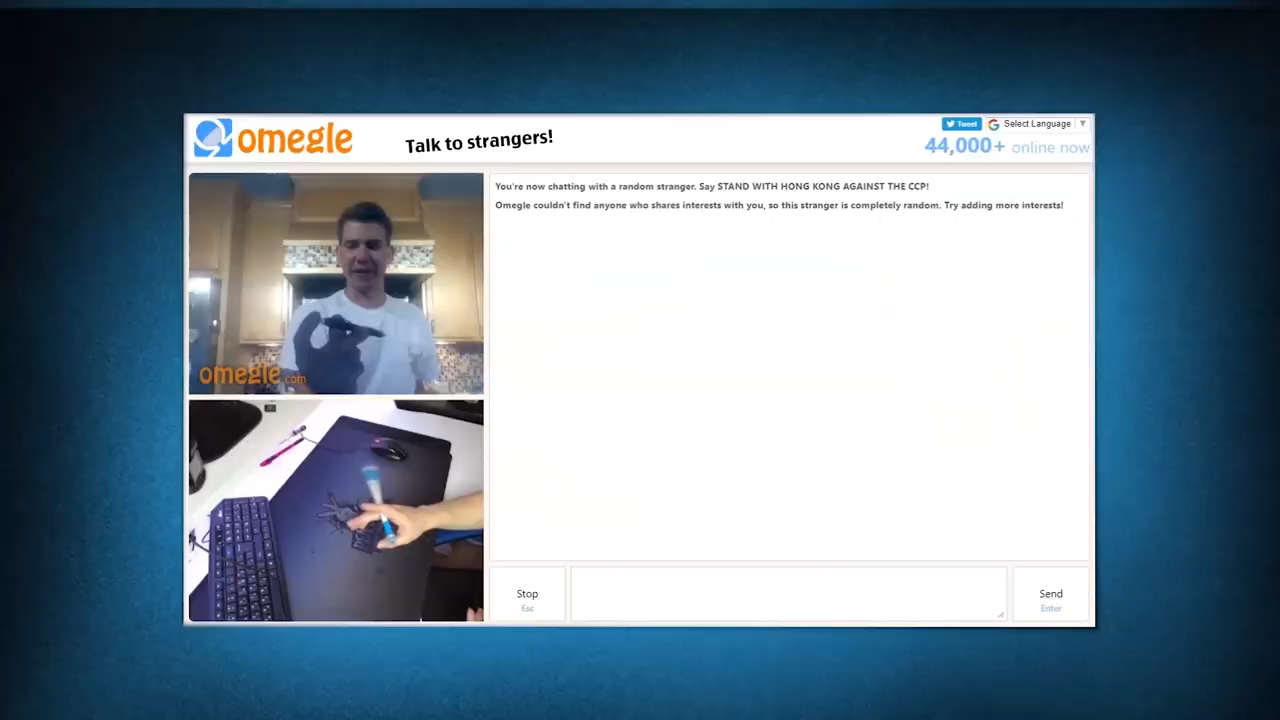 omegle
Talk to strangers!
Tweet
Select Language
44,000+ online now
You're now chatting with a random stranger. Say STAND WITH HONG KONG AGAINST THE CCP!
Omegle couldn't find anyone who shares interests with you, so this stranger is completely random. Try adding more interests!
omegle.com
Stop
Esc
Send
Enter